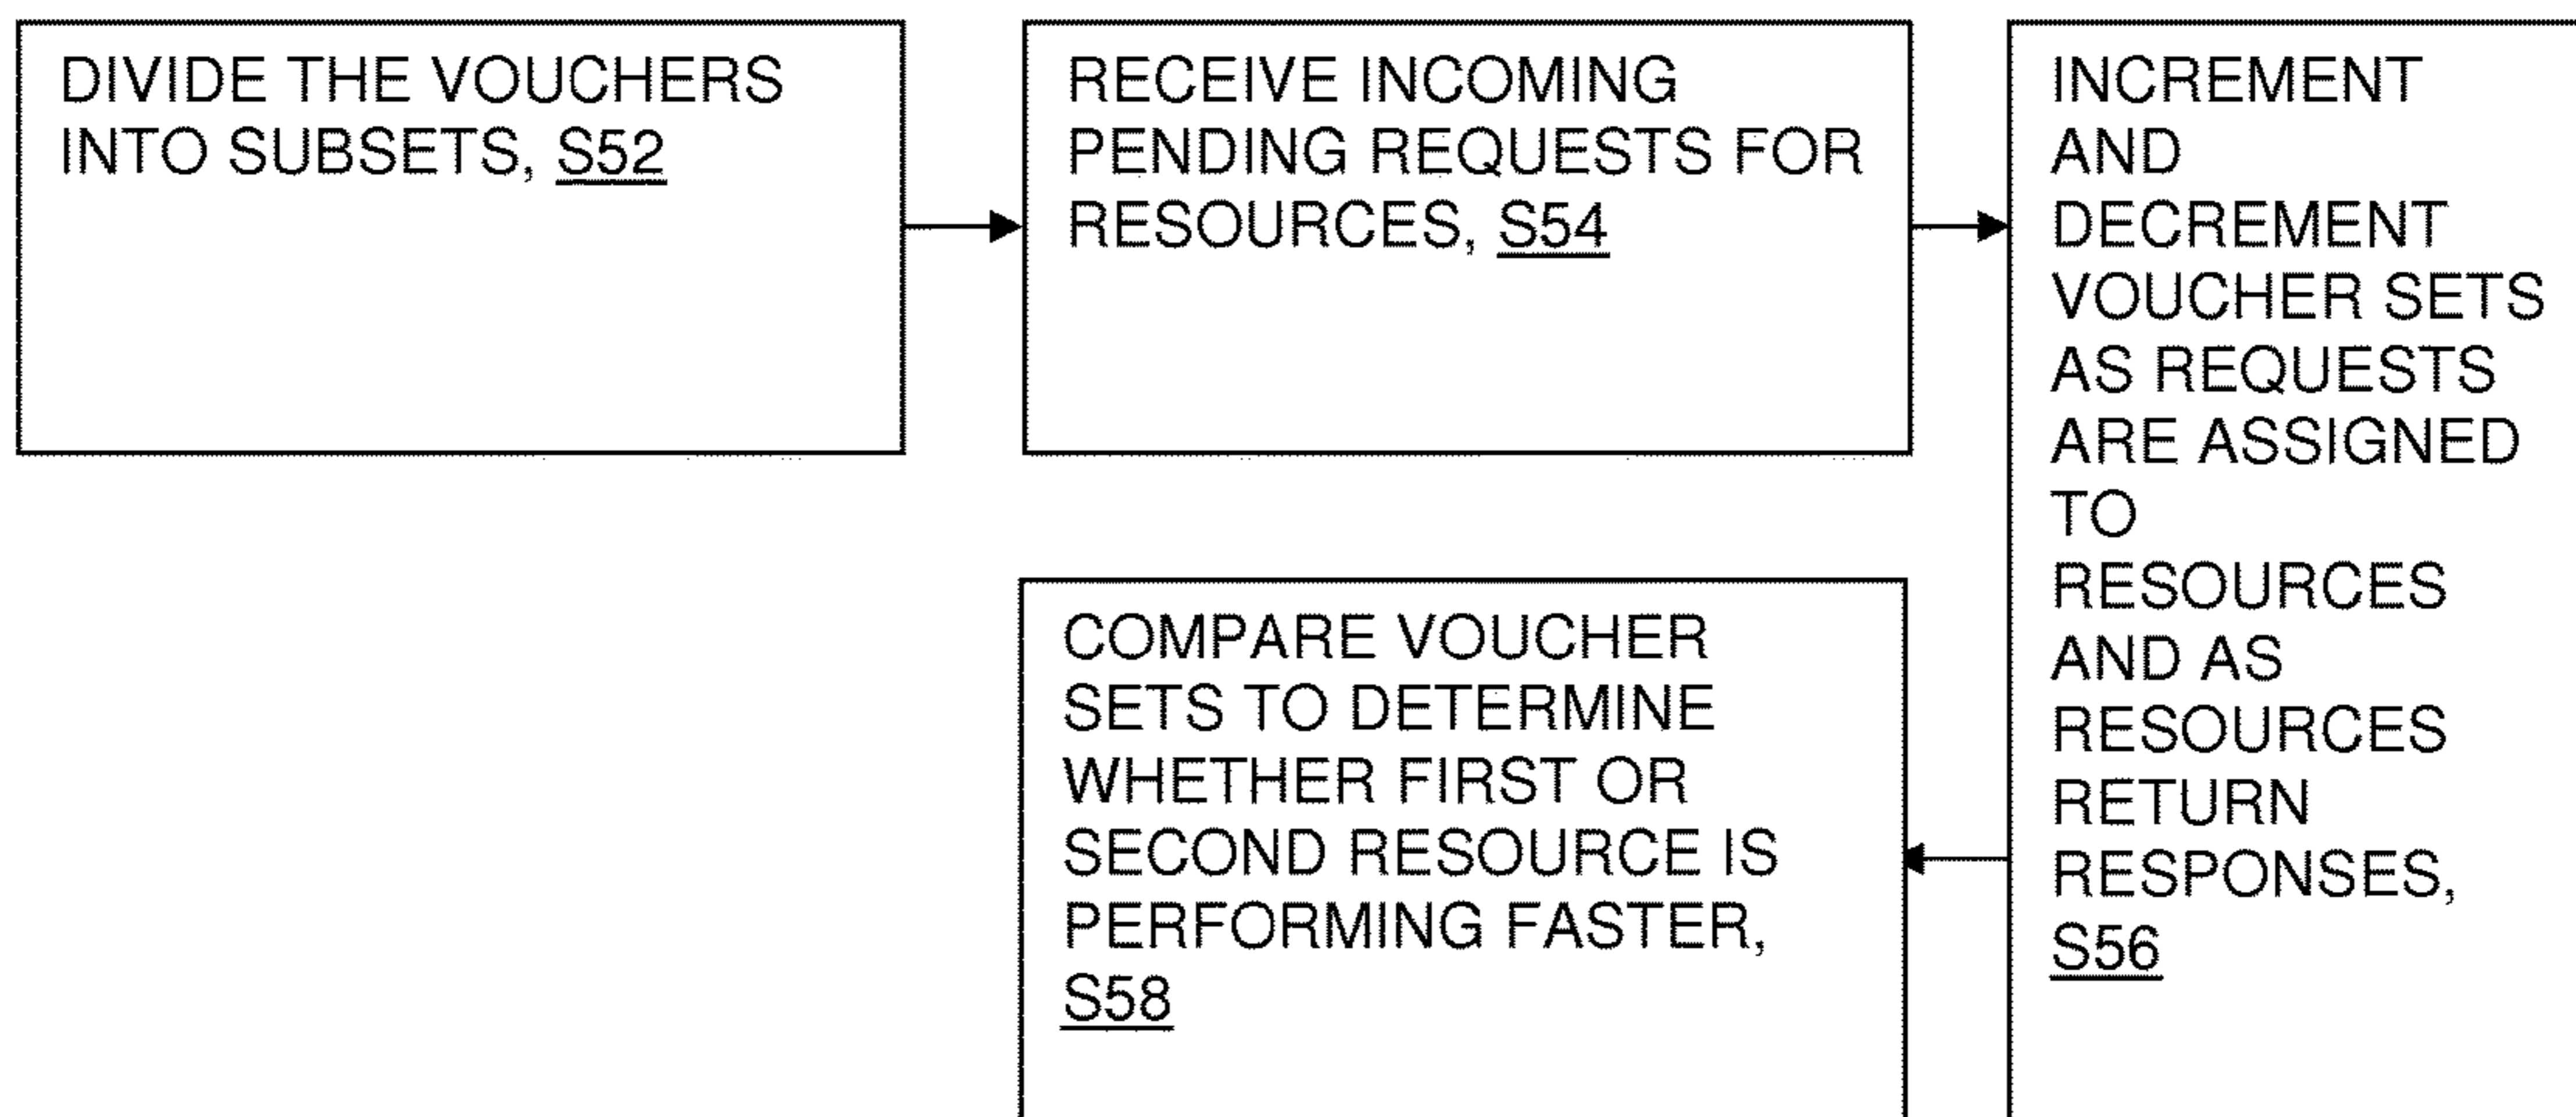 DIVIDE THE VOUCHERS
INTO SUBSETS, S52
RECEIVE INCOMING
PENDING REQUESTS FOR
RESOURCES, S54
INCREMENT
AND
DECREMENT
VOUCHER SETS
AS REQUESTS
ARE ASSIGNED
TO
RESOURCES
AND AS
RESOURCES
RETURN
RESPONSES,
S56
COMPARE VOUCHER
SETS TO DETERMINE
WHETHER FIRST OR
SECOND RESOURCE IS
PERFORMING FASTER,
S58